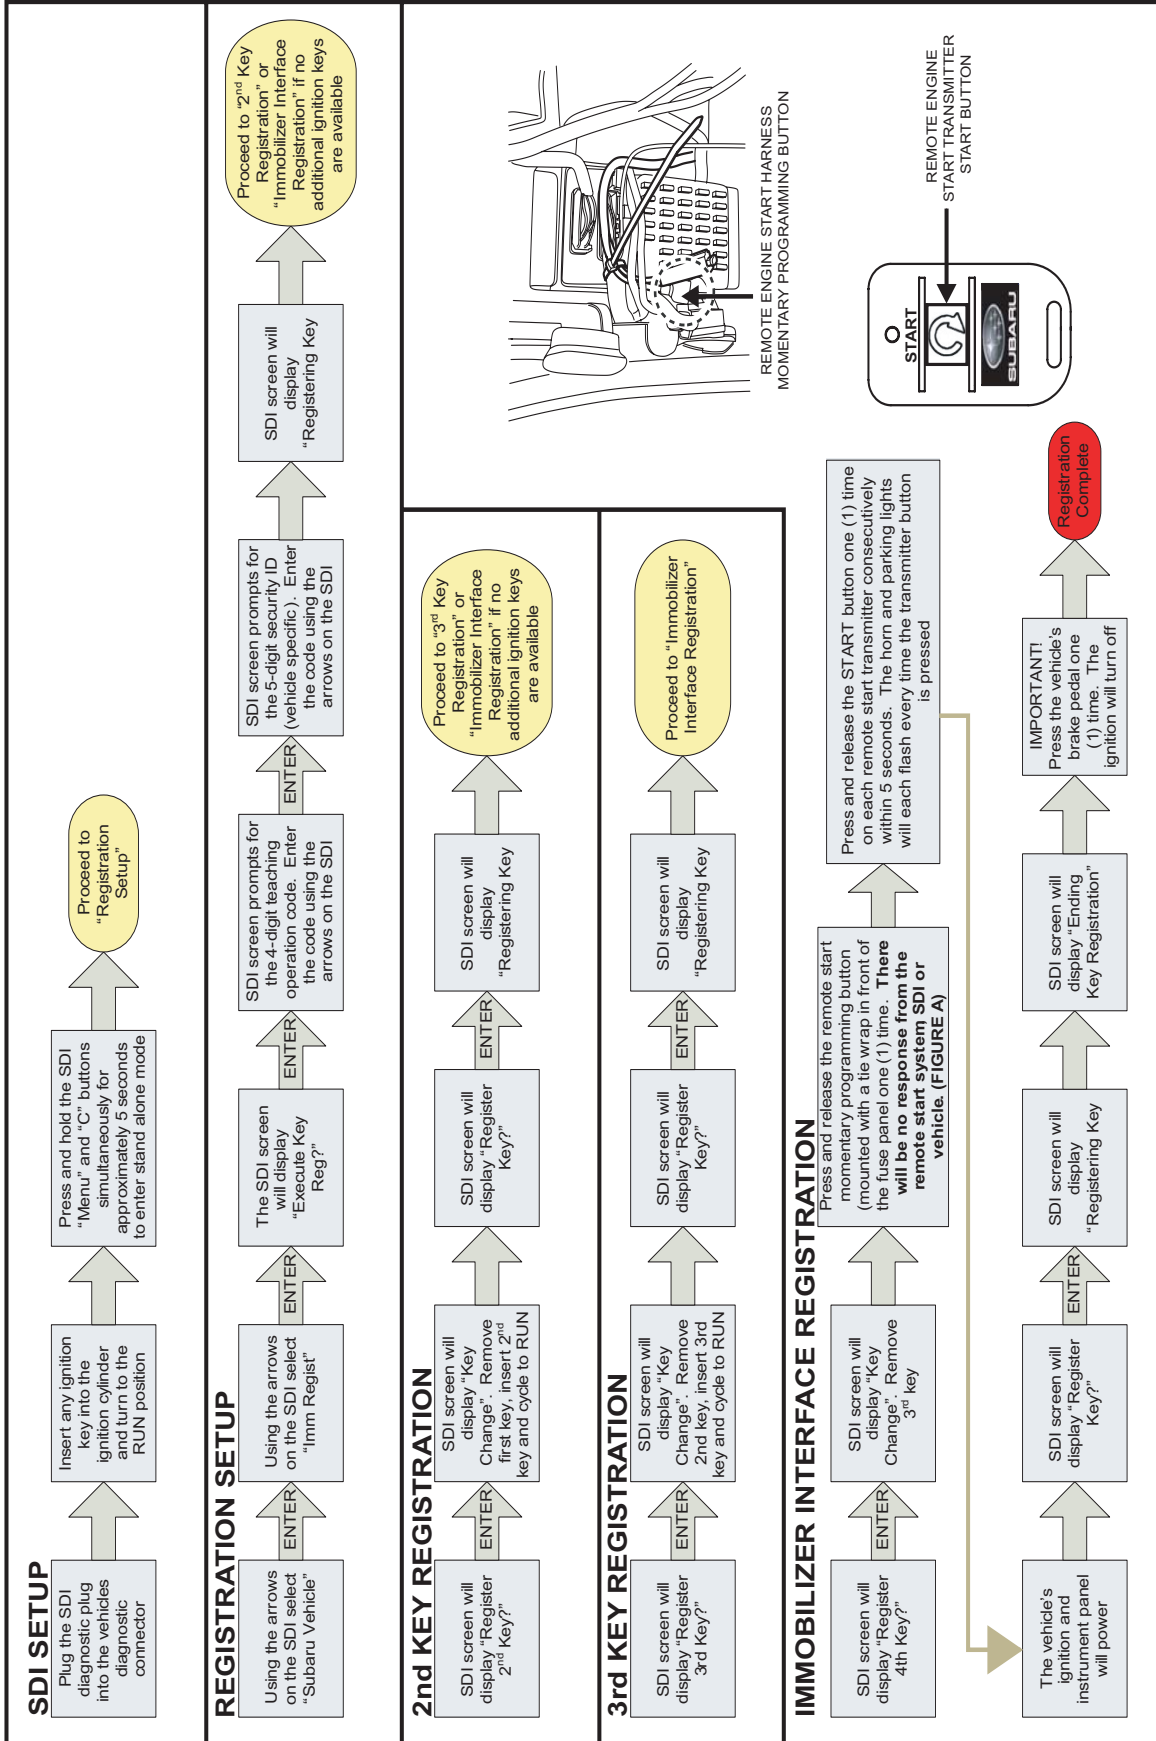 SDI SETUP
Plug the SDI
diagnostic plug
into the vehicles
diagnostic
connector
Insert any ignition
key into the
ignition cylinder
and turn to the
RUN position
Press and hold the SDI
“Menu” and “C” buttons
simultaneously for
approximately 5 seconds
to enter stand alone mode
Proceed to
“Registration
Setup”
REGISTRATION SETUP
Using the arrows
on the SDI select
“Subaru Vehicle”
ENTER
Using the arrows
on the SDI select
“Imm Regist”
ENTER
The SDI screen
will display
“Execute Key
Reg?”
ENTER
SDI screen prompts for
the 4-digit teaching
operation code. Enter
the code using the
arrows on the SDI
ENTER
SDI screen prompts for
the 5-digit security ID
(vehicle specific). Enter
the code using the
arrows on the SDI
SDI screen will
display
“Registering Key
Proceed to “2nd Key
Registration” or
“Immobilizer Interface
Registration” if no
additional ignition keys
are available
2nd KEY REGISTRATION
SDI screen will
display “Register
2nd Key?”
ENTER
SDI screen will
display “Key
Change”. Remove
first key, insert 2nd
key and cycle to RUN
SDI screen will
display “Register
Key?”
ENTER
SDI screen will
display
“Registering Key
Proceed to “3rd Key
Registration” or
“Immobilizer Interface
Registration” if no
additional ignition keys
are available
3rd KEY REGISTRATION
SDI screen will
display “Register
3rd Key?”
ENTER
SDI screen will
display “Key
Change”. Remove
2nd key, insert 3rd
key and cycle to RUN
SDI screen will
display “Register
Key?”
ENTER
SDI screen will
display
“Registering Key
Proceed to “Immobilizer
Interface Registration”
IMMOBILIZER INTERFACE REGISTRATION
SDI screen will
display “Register
4th Key?”
ENTER
SDI screen will
display “Key
Change”. Remove
3rd key
Press and release the remote start
momentary programming button
(mounted with a tie wrap in front of
the fuse panel one (1) time. There
will be no response from the
remote start system SDI or
vehicle. (FIGURE A)
Press and release the START button one (1) time
on each remote start transmitter consecutively
within 5 seconds. The horn and parking lights
will each flash every time the transmitter button
is pressed
The vehicle’s
ignition and
instrument panel
will power
SDI screen will
display “Register
Key?”
ENTER
SDI screen will
display
“Registering Key
SDI screen will
display “Ending
Key Registration”
IMPORTANT!
Press the vehicle’s
brake pedal one
(1) time. The
ignition will turn off
Registration
Complete
REMOTE ENGINE START HARNESS
MOMENTARY PROGRAMMING BUTTON
START
SUBARU
REMOTE ENGINE
START TRANSMITTER
START BUTTON